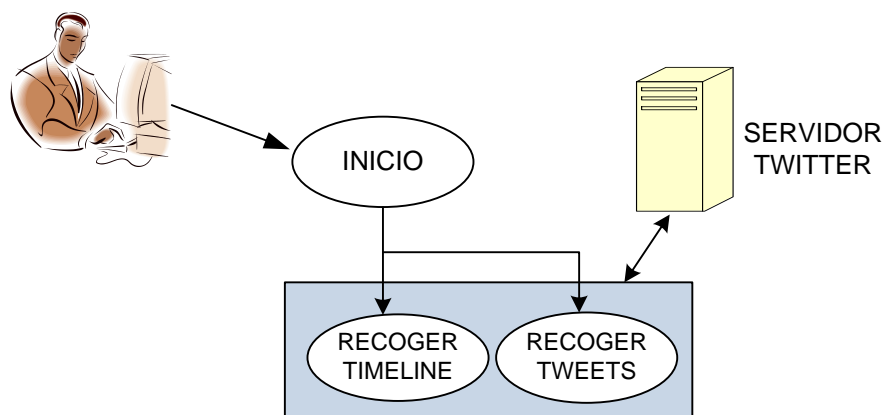 INICIO
SERVIDOR
TWITTER
RECOGER
TIMELINE
RECOGER
TWEETS